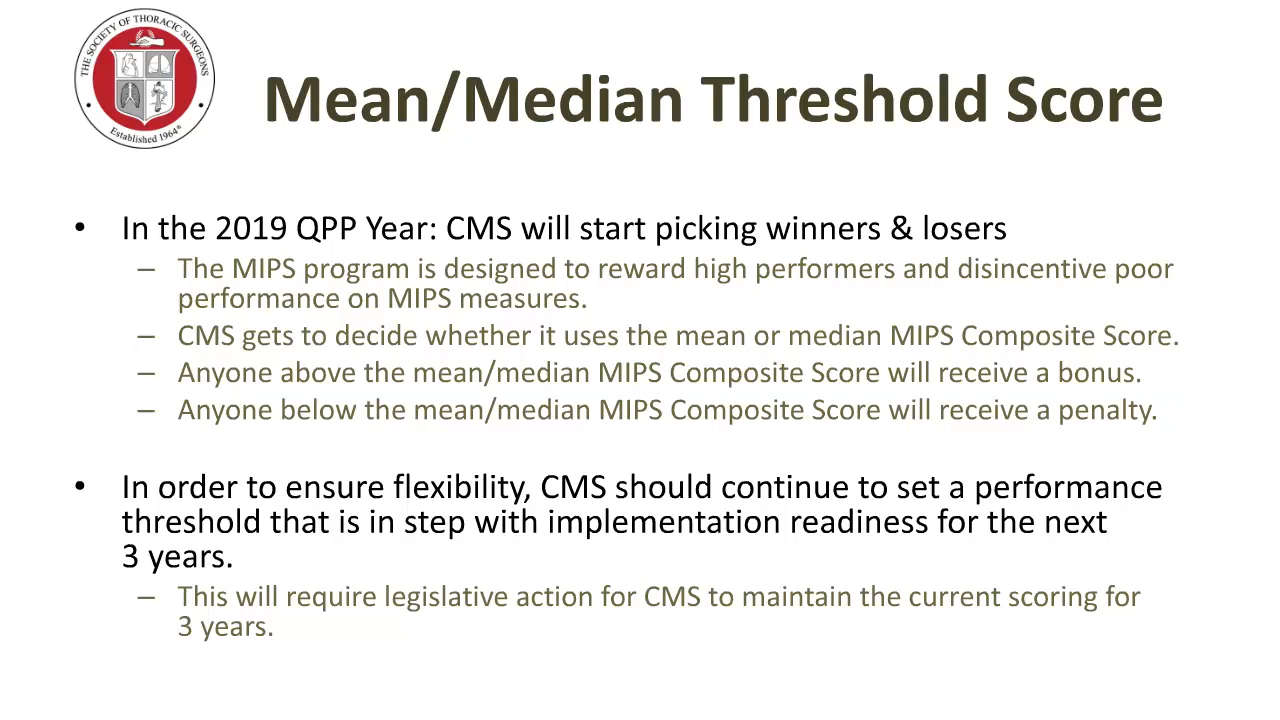 THE SOCIETY OF THORACIC SURGEONS
Established 1964
Mean/Median Threshold Score
• In the 2019 QPP Year: CMS will start picking winners & losers
– The MIPS program is designed to reward high performers and disincentive poor
performance on MIPS measures.
– CMS gets to decide whether it uses the mean or median MIPS Composite Score.
– Anyone above the mean/median MIPS Composite Score will receive a bonus.
– Anyone below the mean/median MIPS Composite Score will receive a penalty.
• In order to ensure flexibility, CMS should continue to set a performance
threshold that is in step with implementation readiness for the next
3 years.
– This will require legislative action for CMS to maintain the current scoring for
3 years.